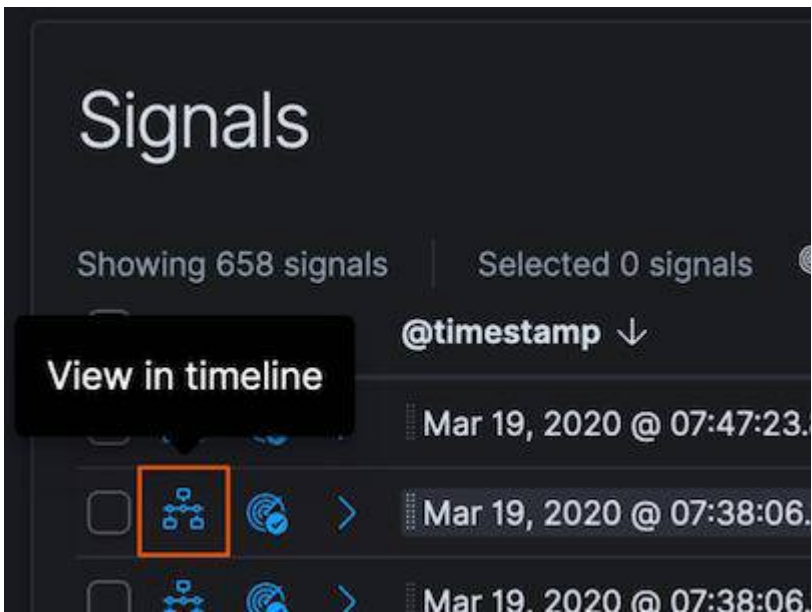 Signals
Showing 658 signals
Selected 0 signals
@timestamp
View in timeline
Mar 19, 2020 @ 07:47:23.
Mar 19, 2020 @ 07:38:06.
Mar 19, 2020 @ 07:38:06